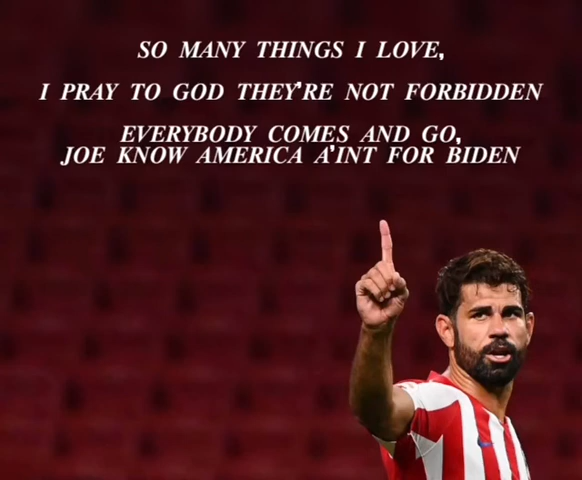 SO MANY THINGS I LOVE,
I PRAY TO GOD THEY'RE NOT FORBIDDEN
EVERYBODY COMES AND GO,
JOE KNOW AMERICA A'INT FOR BIDEN